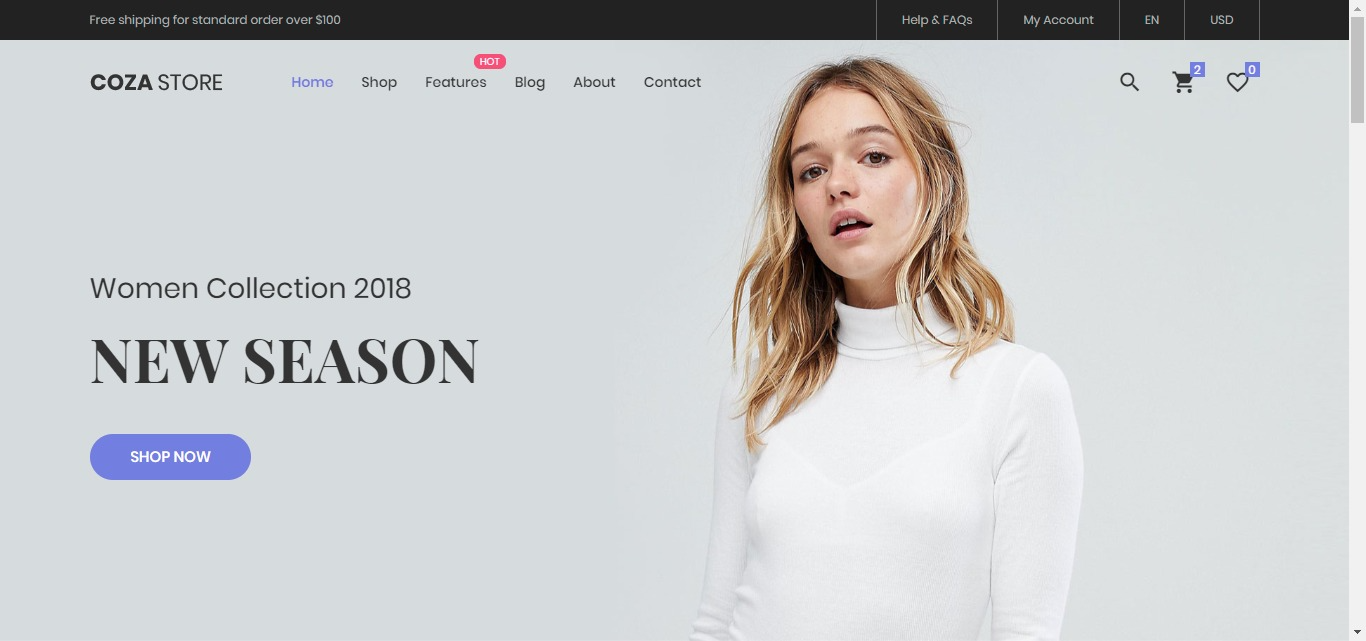 Free shipping for standard order over $100 Help & FAQs My Account EN USD
HOT
COZA STORE Home Shop Features Blog About Contact 2 0
Women Collection 2018
NEW SEASON
SHOP NOW